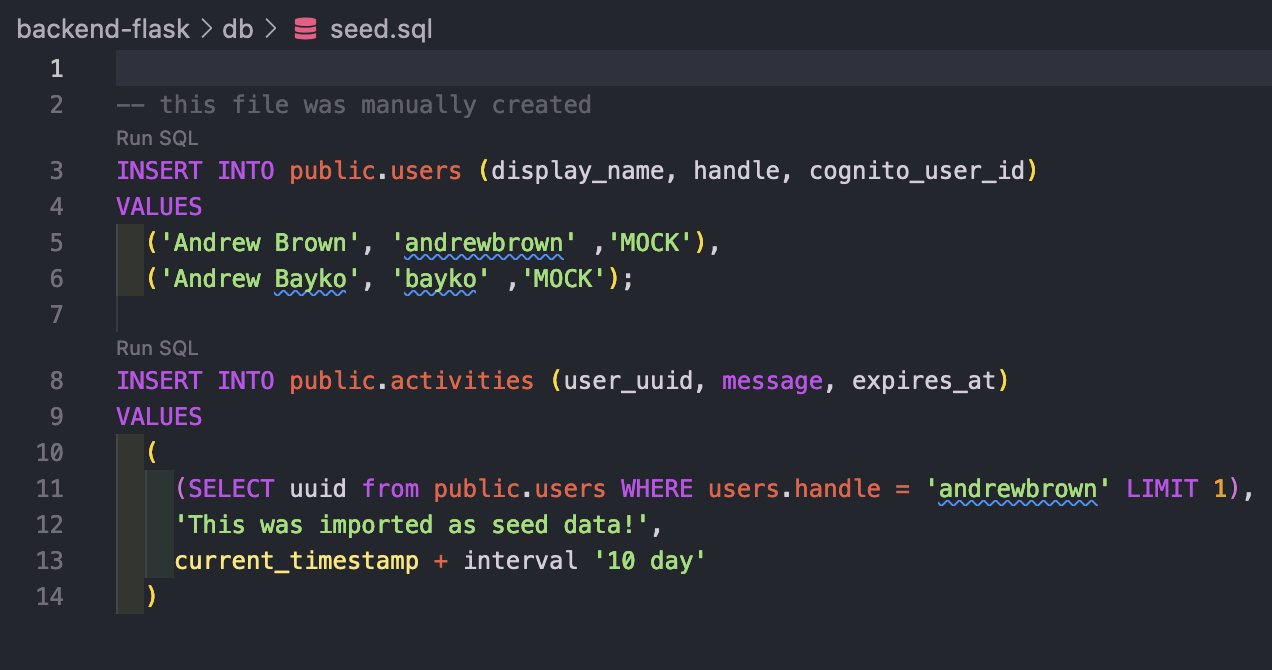 backend-flask > db > seed.sql
1
2 -- this file was manually created
Run SQL
3 INSERT INTO public.users (display_name, handle, cognito_user_id)
4 VALUES
5   ('Andrew Brown', 'andrewbrown' ,'MOCK'),
6   ('Andrew Bayko', 'bayko' ,'MOCK');
7
Run SQL
8 INSERT INTO public.activities (user_uuid, message, expires_at)
9 VALUES
10   (
11     (SELECT uuid from public.users WHERE users.handle = 'andrewbrown' LIMIT 1),
12     'This was imported as seed data!',
13     current_timestamp + interval '10 day'
14   )